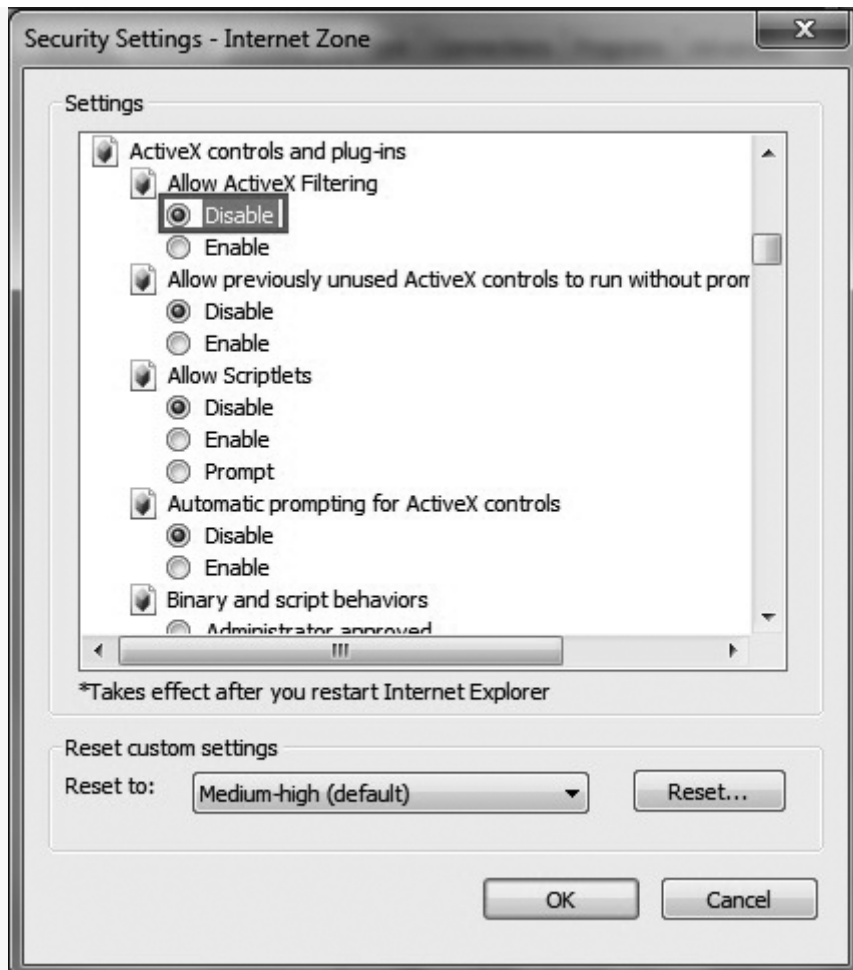 Security Settings - Internet Zone
Settings
ActiveX controls and plug-ins
Allow ActiveX Filtering
Disable
Enable
Allow previously unused ActiveX controls to run without pron
Disable
Enable
Allow Scriptlets
Disable
Enable
Prompt
Automatic prompting for ActiveX controls
Disable
Enable
Binary and script behaviors
Administrator approved
*Takes effect after you restart Internet Explorer
Reset custom settings
Reset to: Medium-high (default) Reset...
OK Cancel